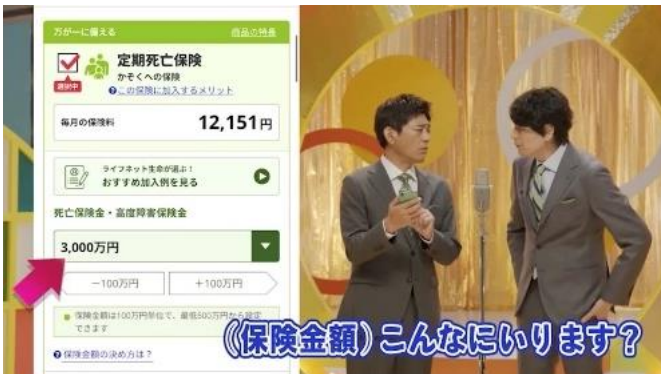 万が一に備える 商品の特長
選択中
定期死亡保険
かぞくへの保険
この保険に加入するメリット
毎月の保険料 12,151円
ライフネット生命が選ぶ!
おすすめ加入例を見る
死亡保険金・高度障害保険金
3,000万円
-100万円 +100万円
保険金額は100万円単位で、最低500万円から設定
できます
保険金額の決め方は?
(保険金額)こんなにいります?